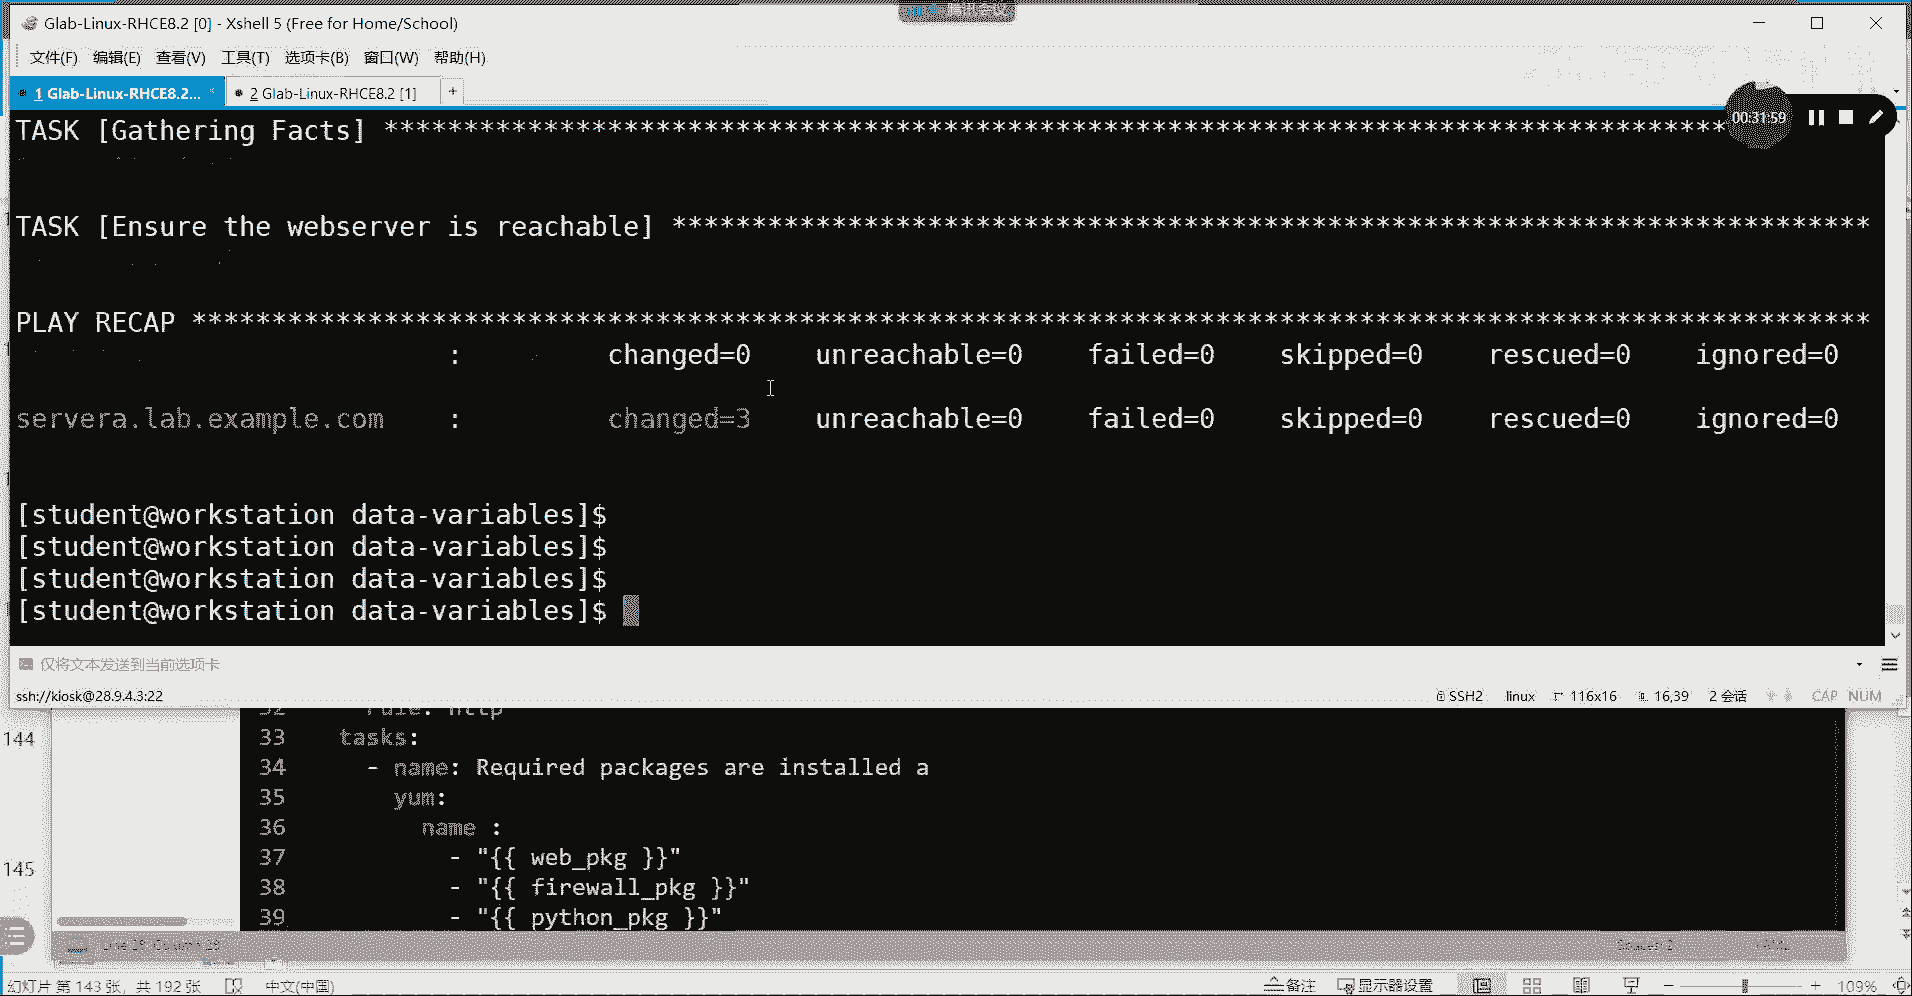 Glab-Linux-RHCE8.2 [0] - Xshell 5 (Free for Home/School)
文件(F) 编辑(E) 查看(V) 工具(T) 选项卡(B) 窗口(W) 帮助(H)
1 Glab-Linux-RHCE8.2... 2 Glab-Linux-RHCE8.2 [1] +
TASK [Gathering Facts] *************************************************************************************
00:31:59
TASK [Ensure the webserver is reachable] ***************************************************************************
PLAY RECAP *********************************************************************************************************
: changed=0 unreachable=0 failed=0 skipped=0 rescued=0 ignored=0
servera.lab.example.com : changed=3 unreachable=0 failed=0 skipped=0 rescued=0 ignored=0
[student@workstation data-variables]$
[student@workstation data-variables]$
[student@workstation data-variables]$
[student@workstation data-variables]$
仅将文本发送到当前选项卡
ssh://kiosk@28.9.4.3:22 SSH2 linux 116x16 16,39 2 会话 CAP NUM
32 rule: http
144
33 tasks:
34 - name: Required packages are installed a
35 yum:
36 name :
37 - "{{ web_pkg }}"
145
38 - "{{ firewall_pkg }}"
39 - "{{ python_pkg }}"
幻灯片 第 143 张，共 192 张 中文(中国) 备注 显示器设置 109%